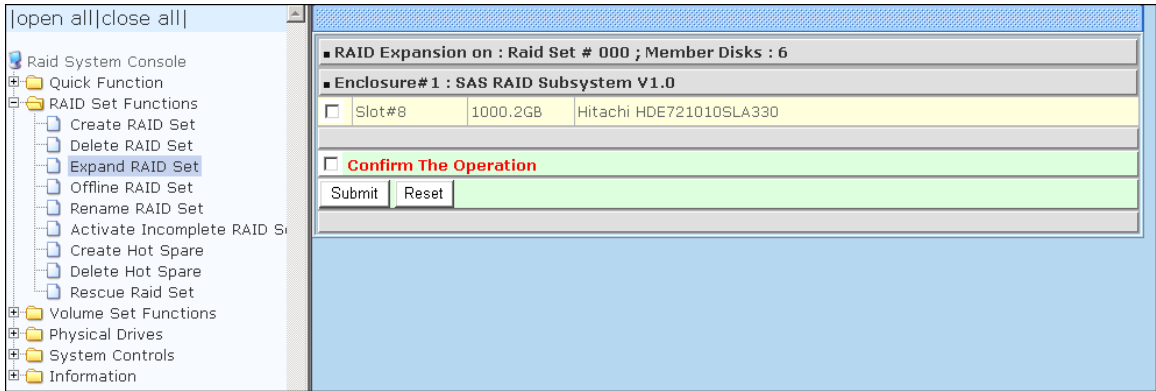 |open all|close all|
Raid System Console
Quick Function
RAID Set Functions
Create RAID Set
Delete RAID Set
Expand RAID Set
Offline RAID Set
Rename RAID Set
Activate Incomplete RAID S
Create Hot Spare
Delete Hot Spare
Rescue Raid Set
Volume Set Functions
Physical Drives
System Controls
Information
RAID Expansion on : Raid Set # 000 ; Member Disks : 6
Enclosure#1 : SAS RAID Subsystem V1.0
Slot#8 1000.2GB Hitachi HDE721010SLA330
Confirm The Operation
Submit Reset